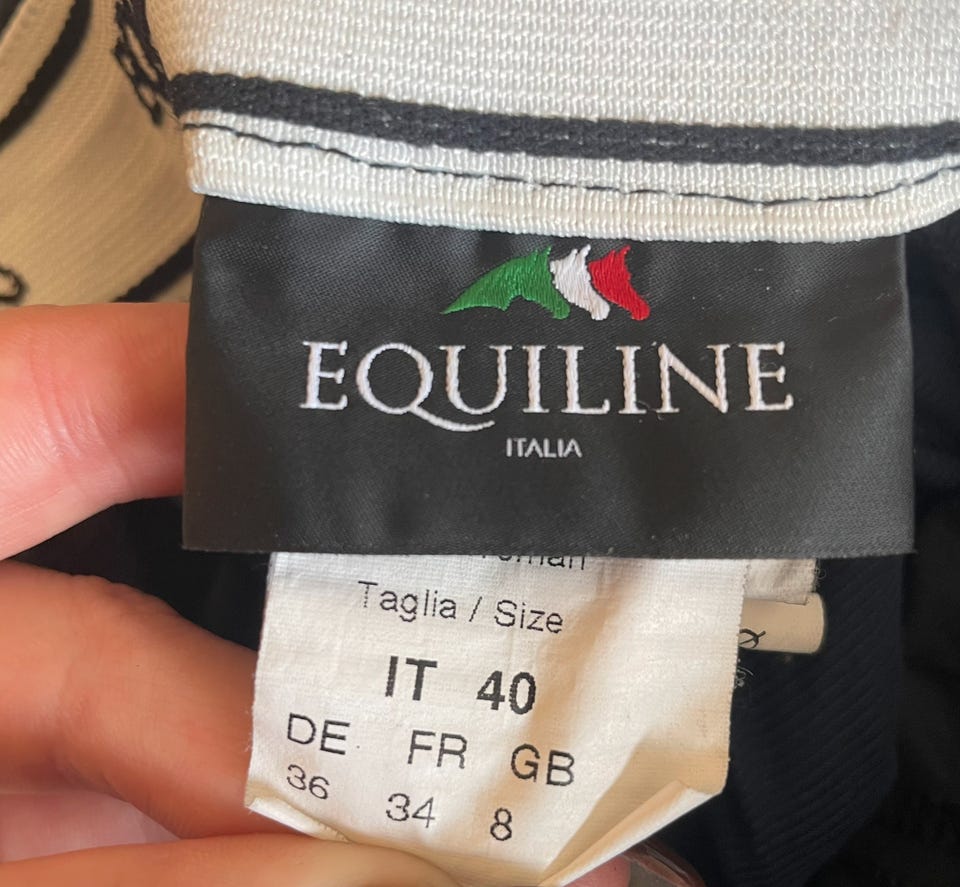 EQUILINE
ITALIA
Taglia / Size
IT 40
DE FR GB
36 34 8